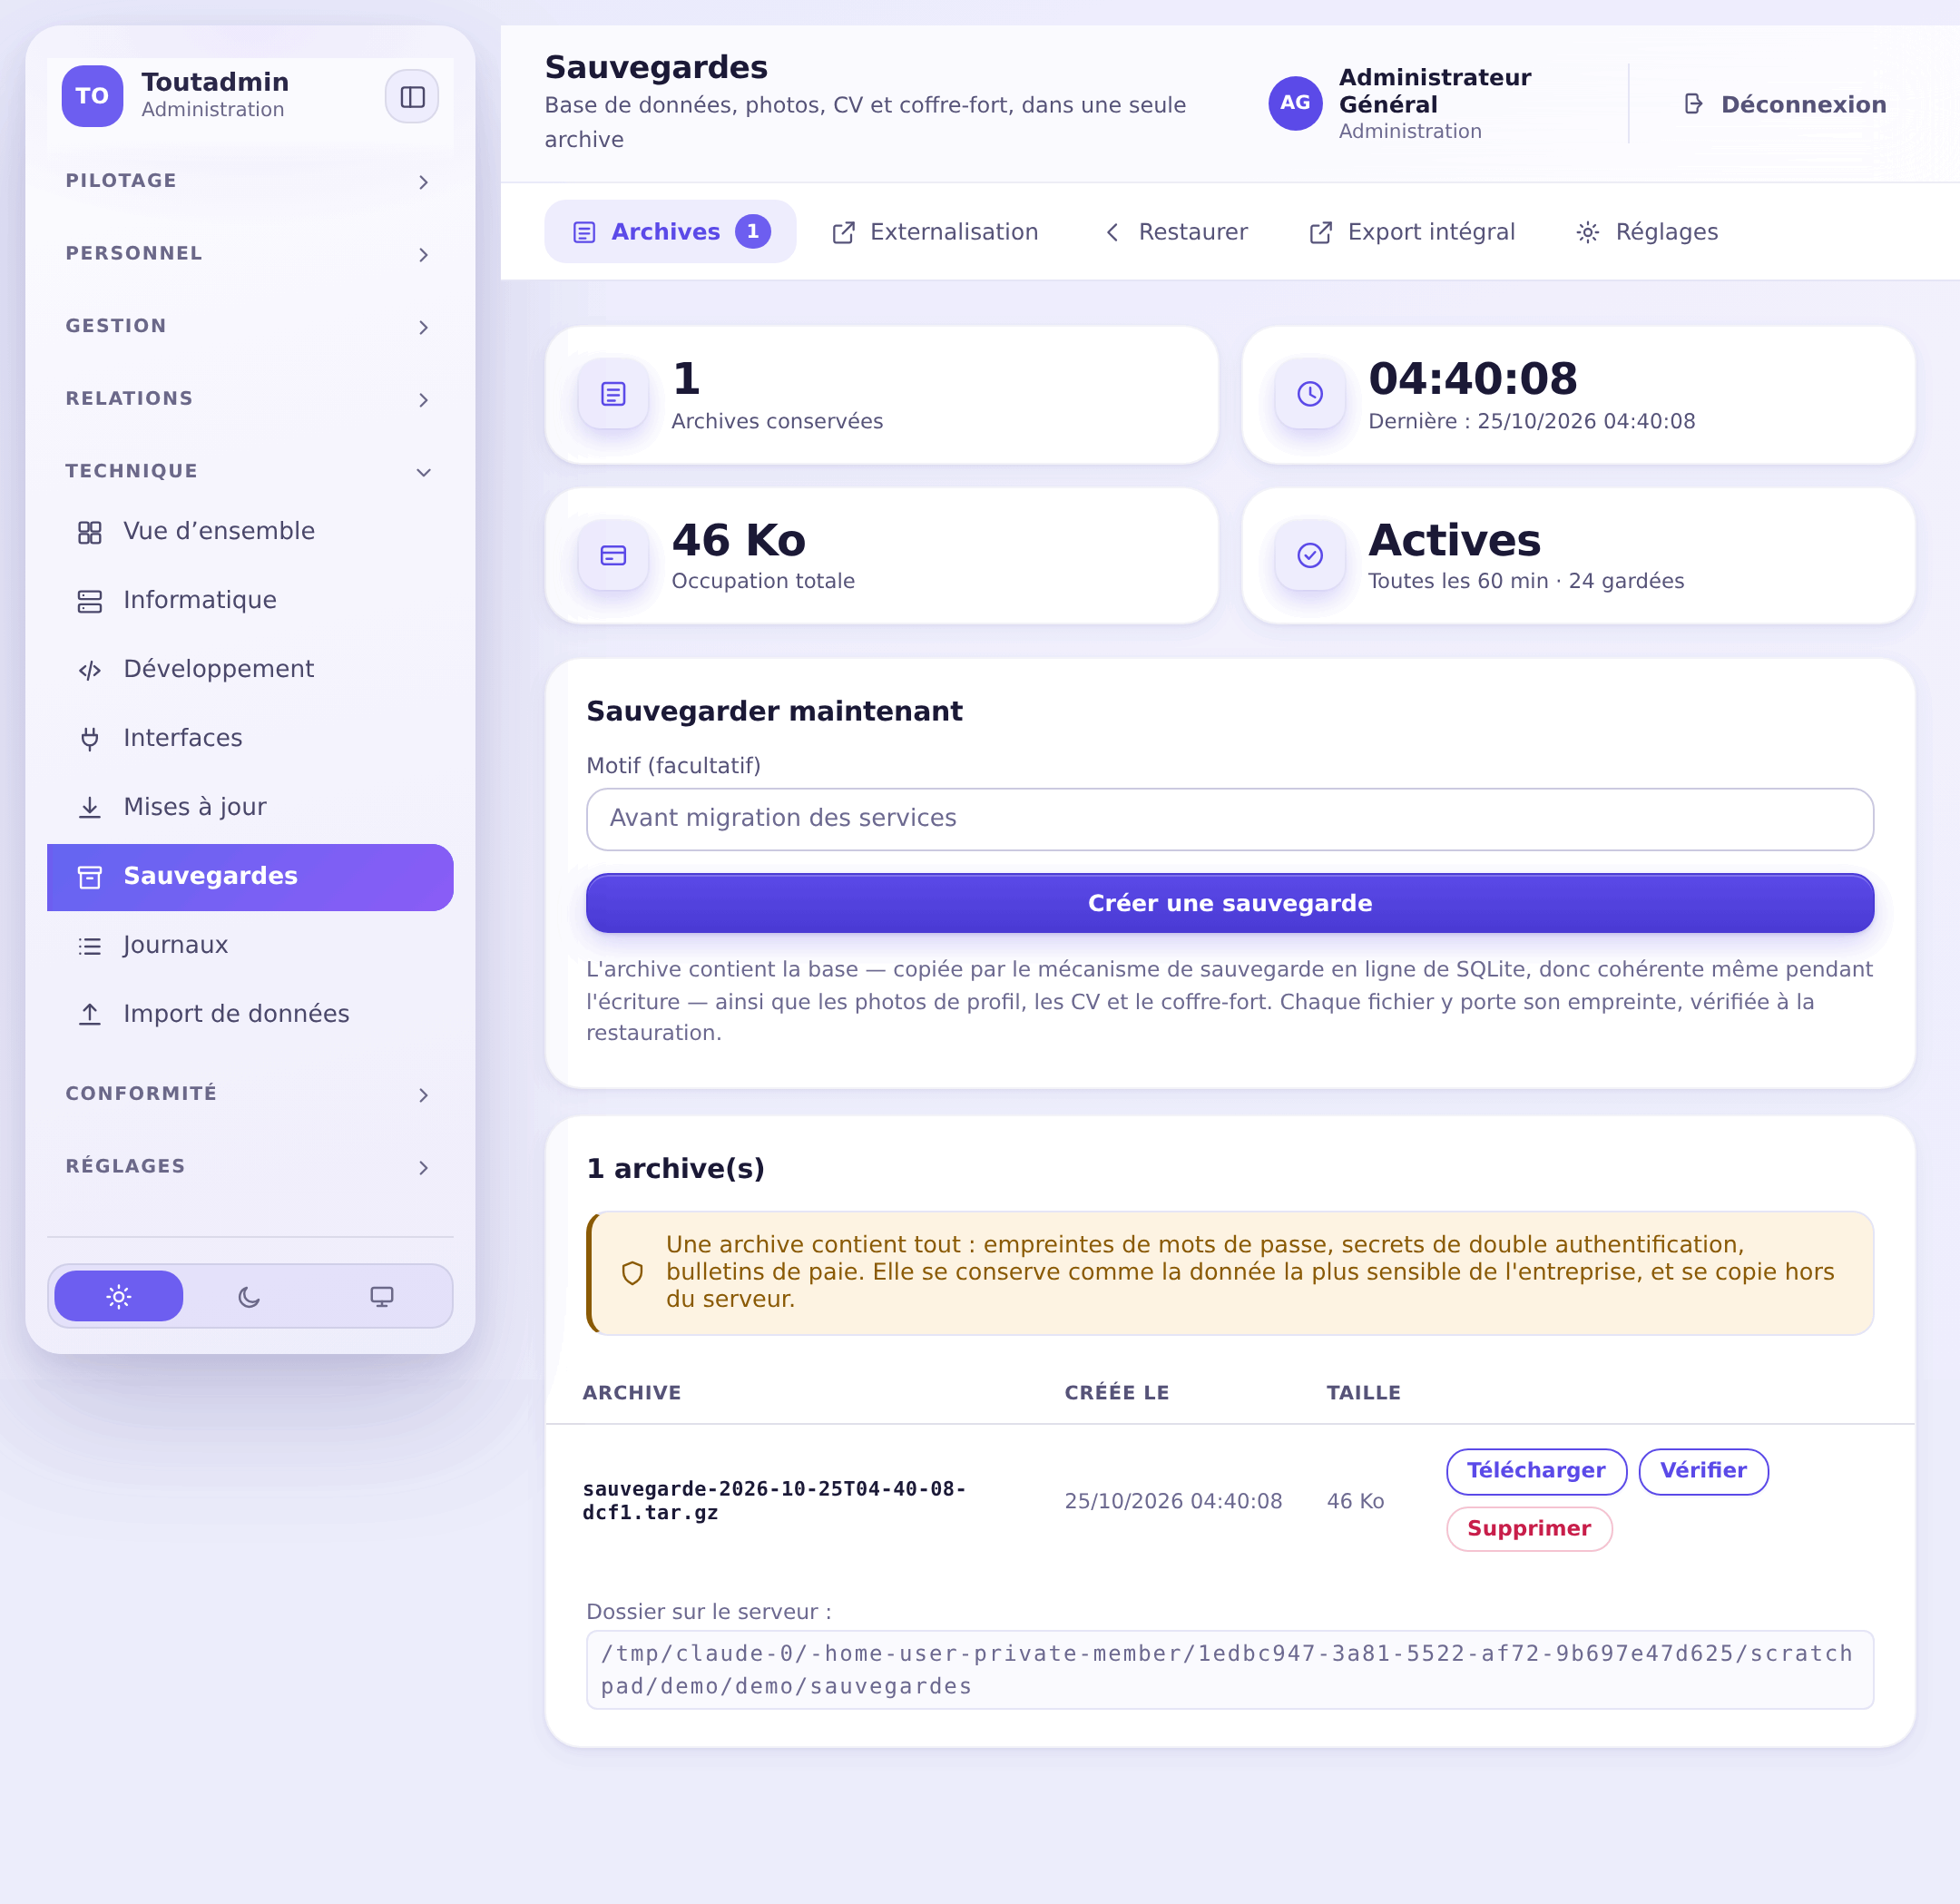 TO
Toutadmin
Administration
PILOTAGE
PERSONNEL
GESTION
RELATIONS
TECHNIQUE
Vue d’ensemble
Informatique
Développement
Interfaces
Mises à jour
Sauvegardes
Journaux
Import de données
CONFORMITÉ
RÉGLAGES
Sauvegardes
Base de données, photos, CV et coffre-fort, dans une seule
archive
AG
Administrateur
Général
Administration
Déconnexion
Archives 1
Externalisation
Restaurer
Export intégral
Réglages
1
Archives conservées
04:40:08
Dernière : 25/10/2026 04:40:08
46 Ko
Occupation totale
Actives
Toutes les 60 min · 24 gardées
Sauvegarder maintenant
Motif (facultatif)
Avant migration des services
Créer une sauvegarde
L'archive contient la base — copiée par le mécanisme de sauvegarde en ligne de SQLite, donc cohérente même pendant
l'écriture — ainsi que les photos de profil, les CV et le coffre-fort. Chaque fichier y porte son empreinte, vérifiée à la
restauration.
1 archive(s)
Une archive contient tout : empreintes de mots de passe, secrets de double authentification,
bulletins de paie. Elle se conserve comme la donnée la plus sensible de l'entreprise, et se copie hors
du serveur.
ARCHIVE CRÉÉE LE TAILLE
sauvegarde-2026-10-25T04-40-08-
dcf1.tar.gz
25/10/2026 04:40:08
46 Ko
Télécharger
Vérifier
Supprimer
Dossier sur le serveur :
/tmp/claude-0/-home-user-private-member/1edbc947-3a81-5522-af72-9b697e47d625/scratch
pad/demo/demo/sauvegardes